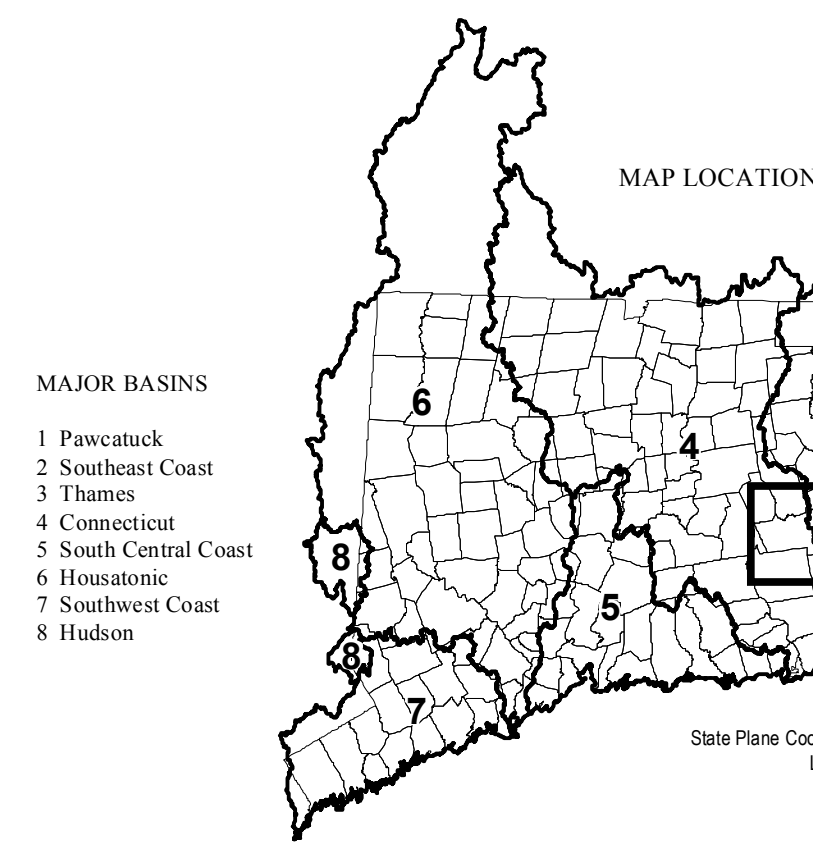 MAP LOCATION
MAJOR BASINS
1 Pawcatuck
2 Southeast Coast
3 Thames
4 Connecticut
5 South Central Coast
6 Housatonic
7 Southwest Coast
8 Hudson
6
4
8
5
8
7
State Plane Coo
L